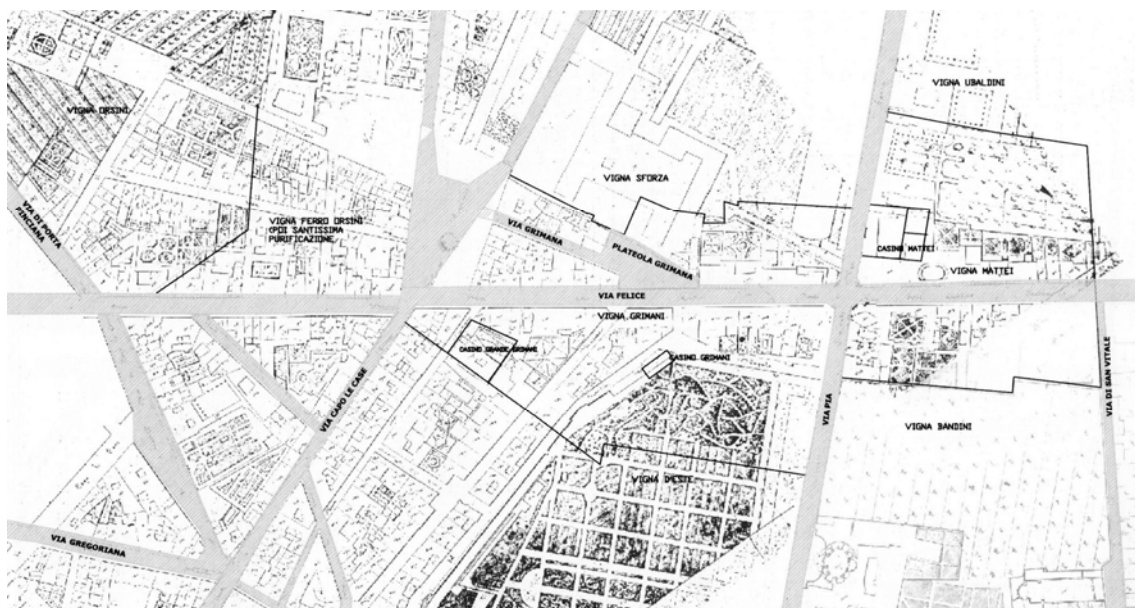 VIGNA UBALDINI
VIGNA ORSINI
VIGNA SFORZA
VIA DI PORTA
PINCIANA
VIGNA FERRO ORSINI
(POI SANTISSIMA
PURIFICAZIONE
VIA GRIMANA
PLATEOLA GRIMANA
CASINO MATTEI
VIGNA MATTEI
VIA FELICE
VIGNA GRIMANI
CASINO GRANDE GRIMANI
CASINO GRIMANI
VIA CAPO LE CASE
VIA PIA
VIA DI SAN VITALE
VIGNA BANDINI
VIGNA D'ESTE
VIA GREGORIANA